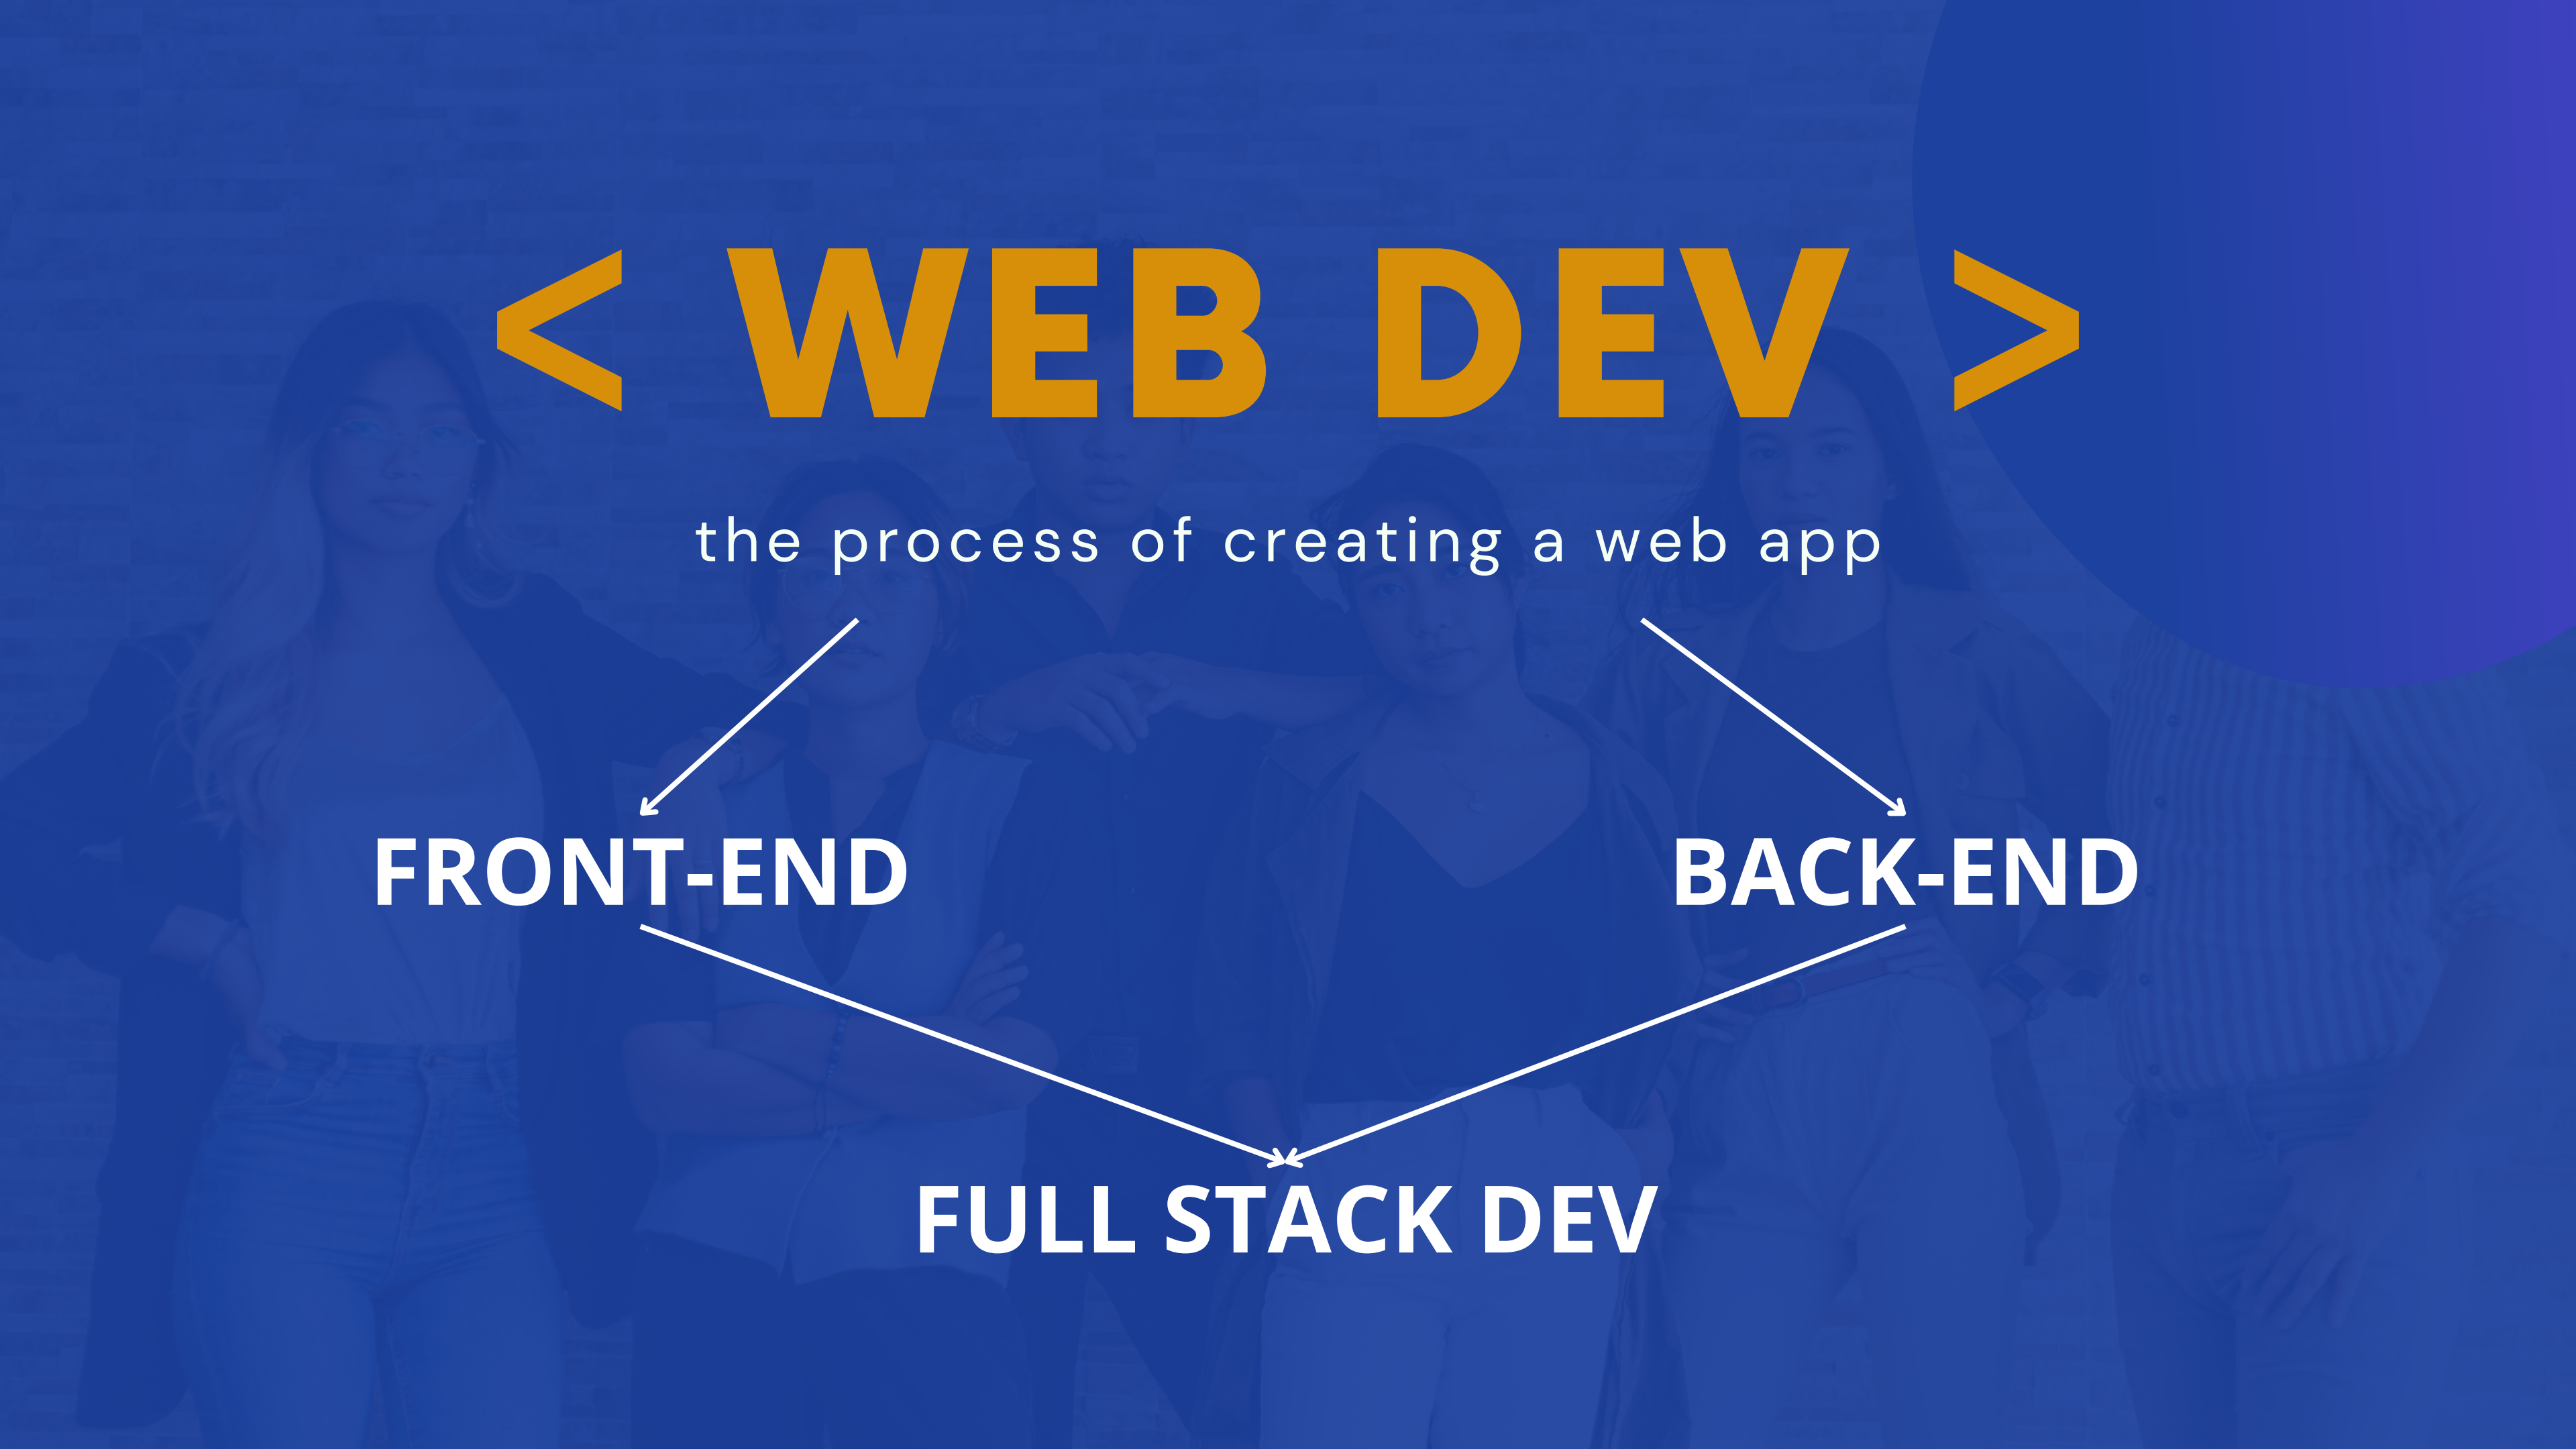 < WEB DEV >
the process of creating a web app
FRONT-END
BACK-END
FULL STACK DEV